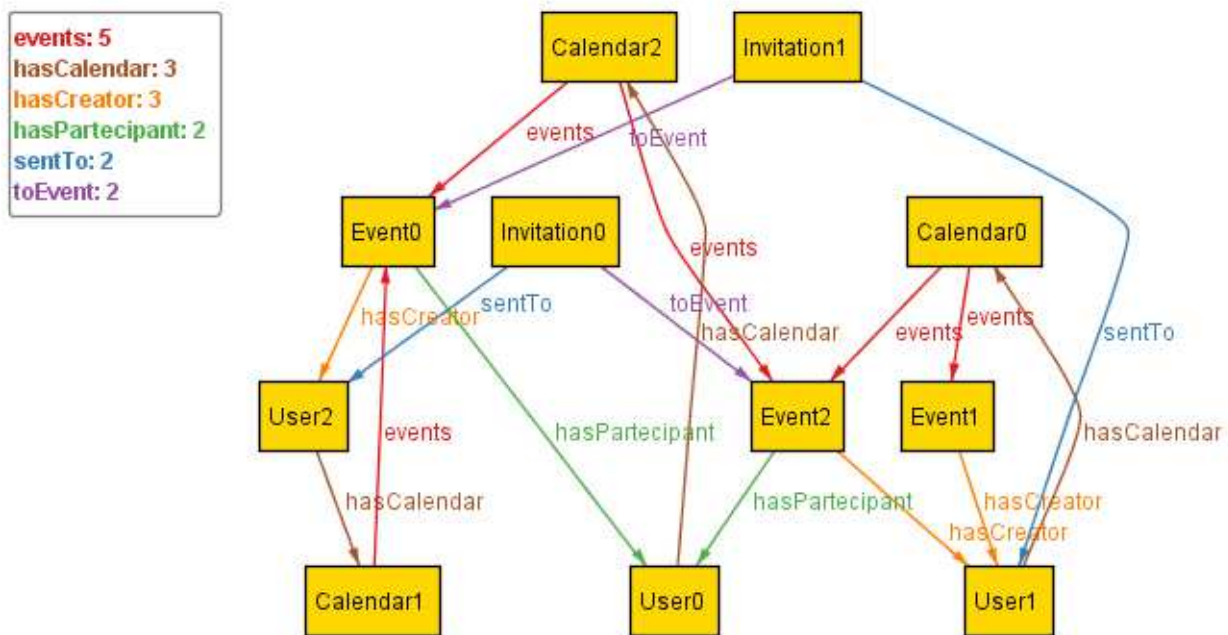 events: 5
hasCalendar: 3
hasCreator: 3
hasPartecipant: 2
sentTo: 2
toEvent: 2
Calendar2
Invitation1
events
toEvent
Event0
Invitation0
Calendar0
events
hasCreator
sentTo
toEvent
hasCalendar
events
events
sentTo
User2
Event2
Event1
events
hasPartecipant
hasCalendar
hasCalendar
hasPartecipant
hasCreator
hasCreator
Calendar1
User0
User1